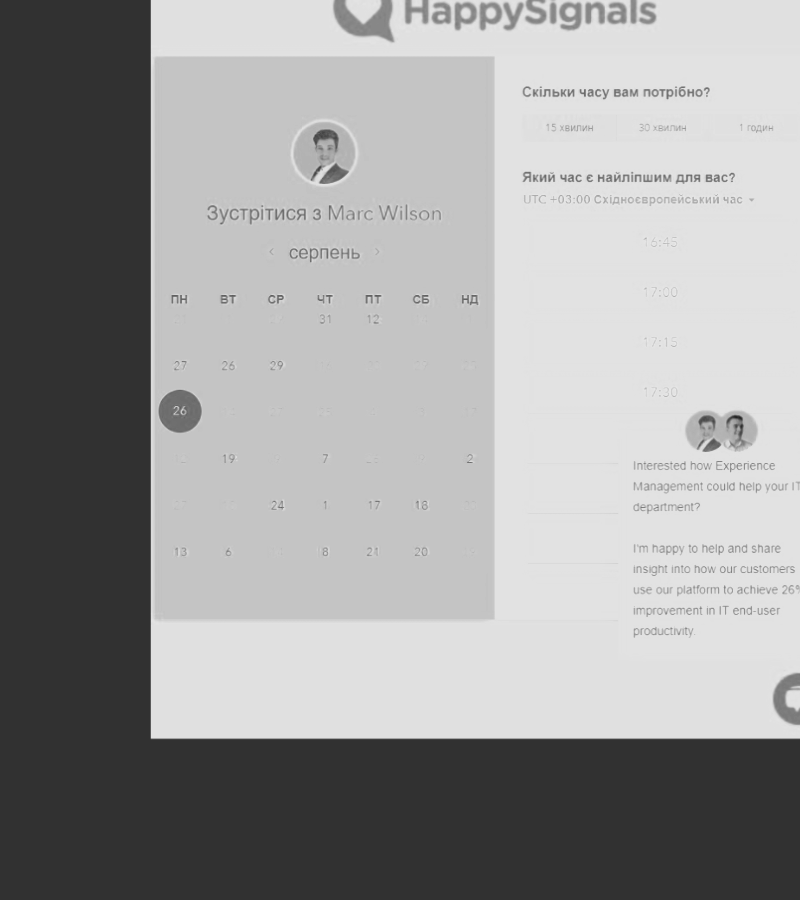 HappySignals
Зустрітися з Marc Wilson
серпень
ПН ВТ СР ЧТ ПТ СБ НД
31 12
27 26 29
26
19 7 2
24 1 17 18
13 6 8 21 20
Скільки часу вам потрібно?
15 хвилин 30 хвилин 1 годин
Який час є найліпшим для вас?
UTC +03:00 Східноєвропейський час
16:45
17:00
17:15
17:30
Interested how Experience
Management could help your IT
department?
I'm happy to help and share
insight into how our customers
use our platform to achieve 26%
improvement in IT end-user
productivity.